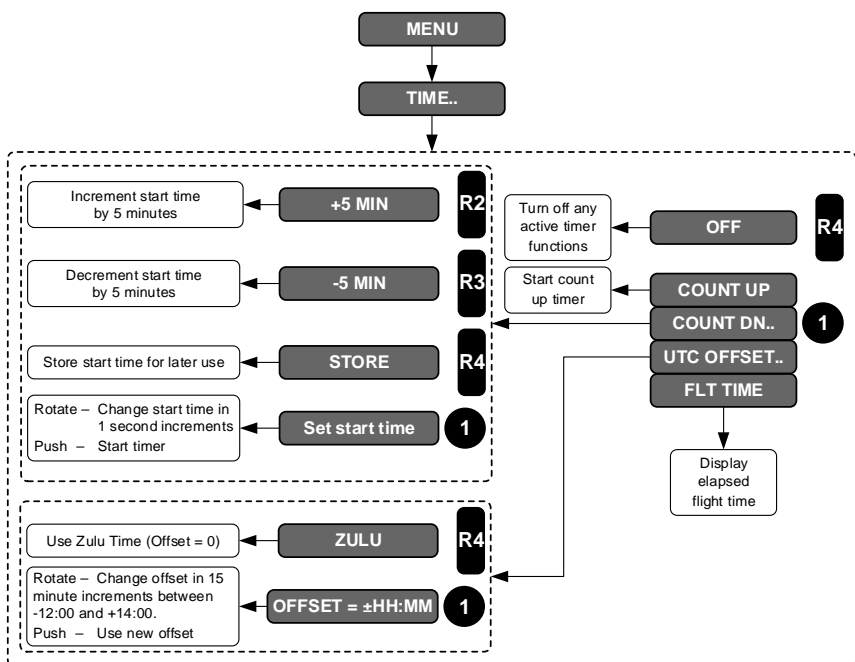 MENU
TIME..
Increment start time
by 5 minutes
+5 MIN
R2
Decrement start time
by 5 minutes
-5 MIN
R3
Store start time for later use
STORE
R4
Rotate – Change start time in
1 second increments
Push – Start timer
Set start time
1
Turn off any
active timer
functions
OFF
R4
Start count
up timer
COUNT UP
COUNT DN..
1
UTC OFFSET..
FLT TIME
Display
elapsed
flight time
Use Zulu Time (Offset = 0)
ZULU
R4
Rotate – Change offset in 15
minute increments between
-12:00 and +14:00.
Push – Use new offset
OFFSET = ±HH:MM
1